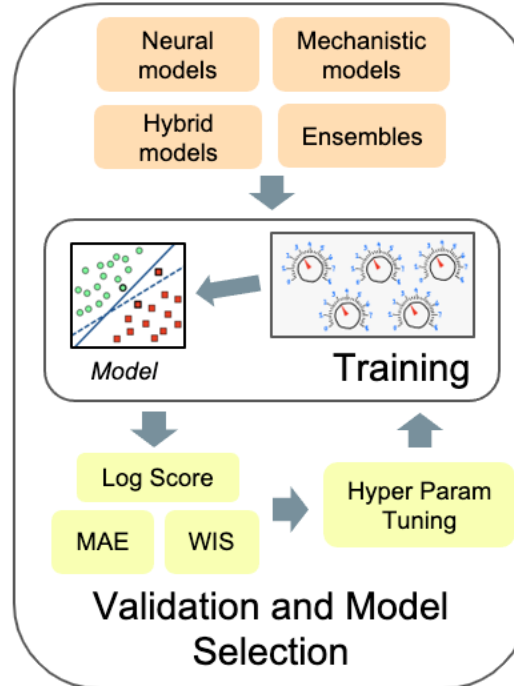 Neural
models
Mechanistic
models
Hybrid
models
Ensembles
Model
Training
Log Score
MAE
WIS
Hyper Param
Tuning
Validation and Model
Selection